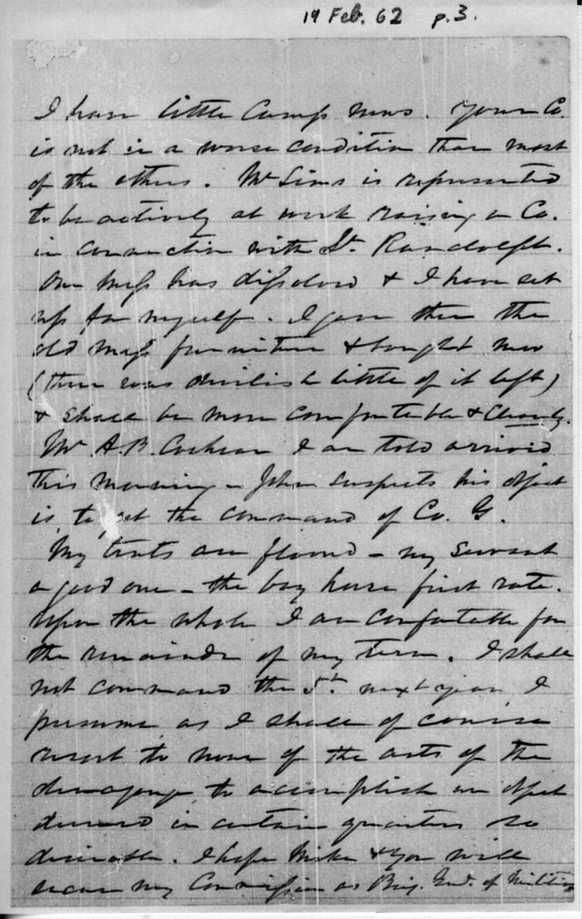 19 Feb. 62 p. 3.
I have little Camp news. Your Co.
is not in a worse condition than most
of the others. Mr Sims is represented
to be actively at work raising a Co.
in connection with Lt. Randolph.
Our Mess has dissolved & I have set
up for myself. I gave them the
old mess furniture & bought new
(there was devilish little of it left)
& shall be more comfortable & cleanly.
Mr A. B. Cochran I am told arrived
this morning - John suspects his object
is to get the command of Co. G.
My tents are floored - my servant
a good one - the bay horse first rate.
Upon the whole I am comfortable for
the remainder of my term. I shall
not command the 5th next year I
presume as I shall of course
resort to none of the arts of the
demagogue to accomplish an object
deemed in certain quarters so
desirable. I hope Mike & you will
secure my Commission as Brig. Genl. of Militia